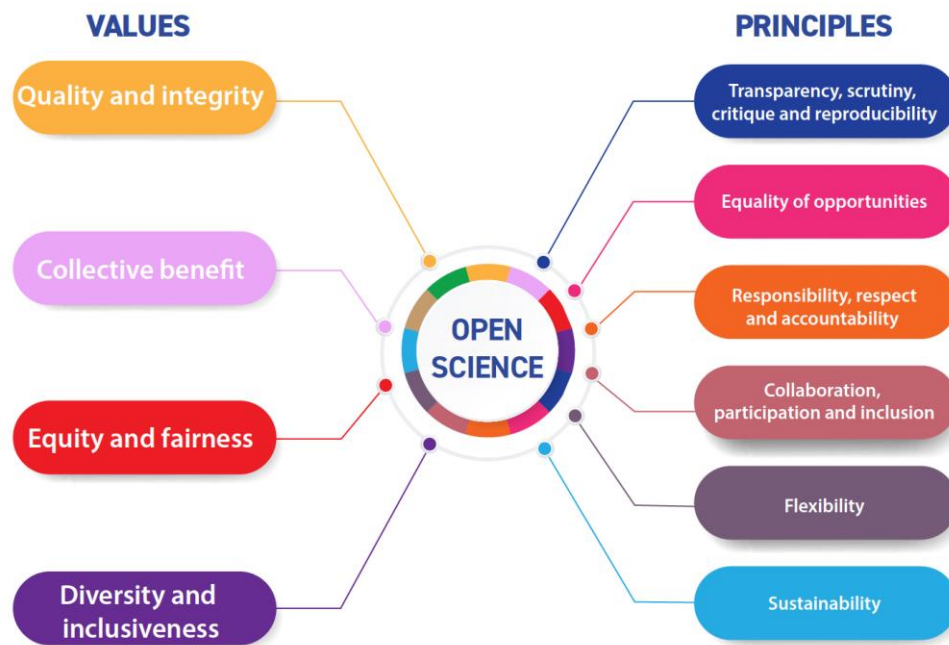 VALUES
Quality and integrity
Collective benefit
Equity and fairness
Diversity and
inclusiveness
OPEN
SCIENCE
PRINCIPLES
Transparency, scrutiny,
critique and reproducibility
Equality of opportunities
Responsibility, respect
and accountability
Collaboration,
participation and inclusion
Flexibility
Sustainability